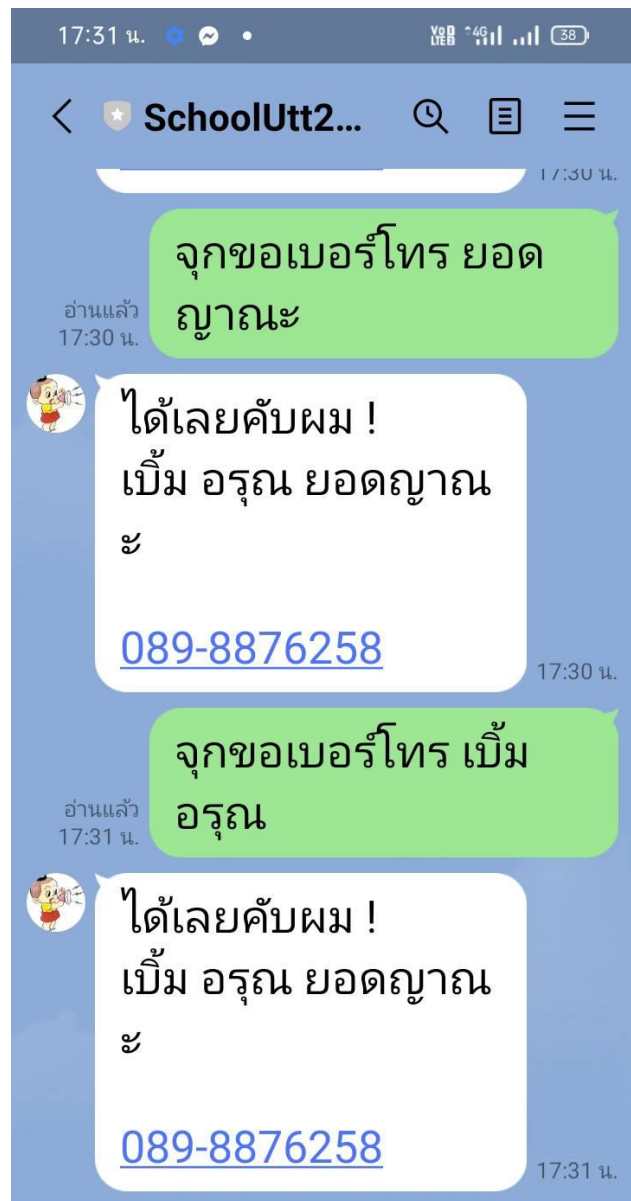 17:31 น.
VoD LTEB 4G 38
SchoolUtt2...
17:30 น.
จุกขอเบอร์โทร ยอด
ญาณะ
อ่านแล้ว
17:30 น.
ได้เลยคับผม !
เบิ้ม อรุณ ยอดญาณ
ะ
089-8876258
17:30 น.
จุกขอเบอร์โทร เบิ้ม
อรุณ
อ่านแล้ว
17:31 น.
ได้เลยคับผม !
เบิ้ม อรุณ ยอดญาณ
ะ
089-8876258
17:31 น.